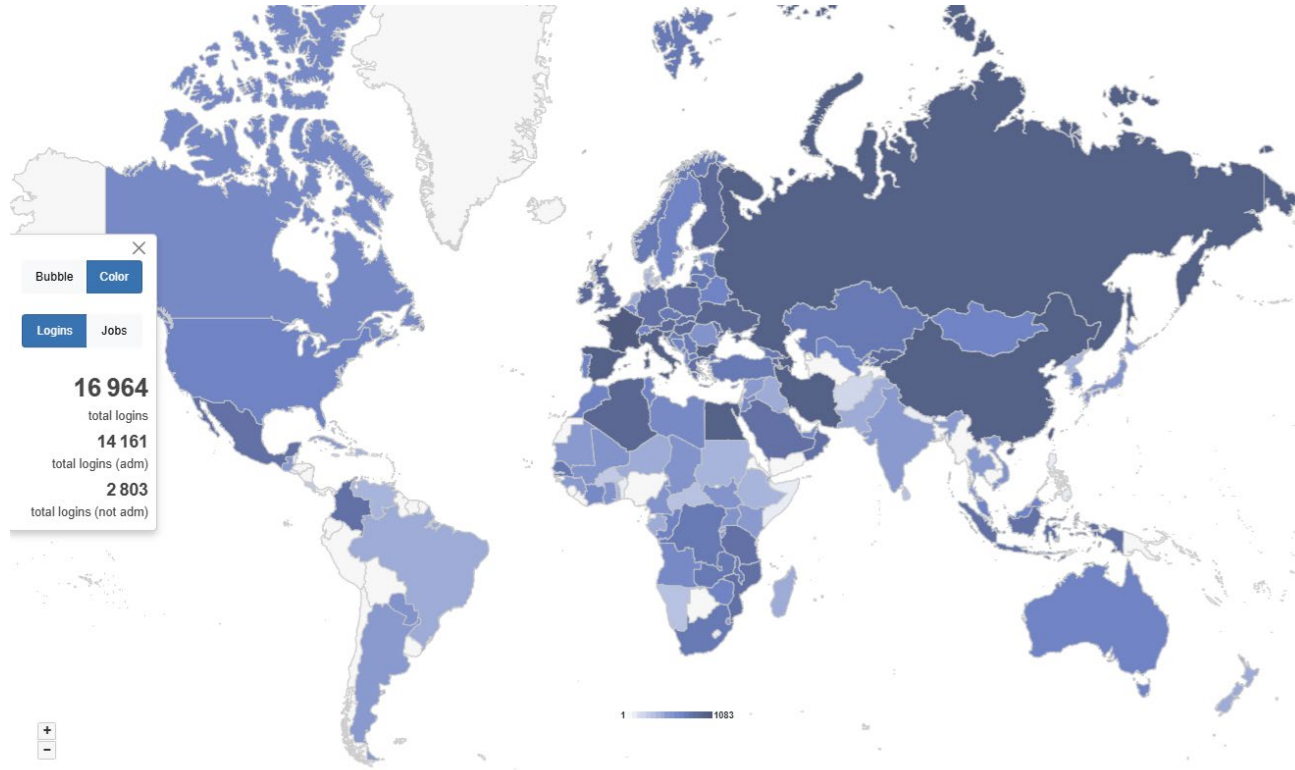 Bubble Color
Logins Jobs
16 964
total logins
14 161
total logins (adm)
2 803
total logins (not adm)
1 1083
+
−